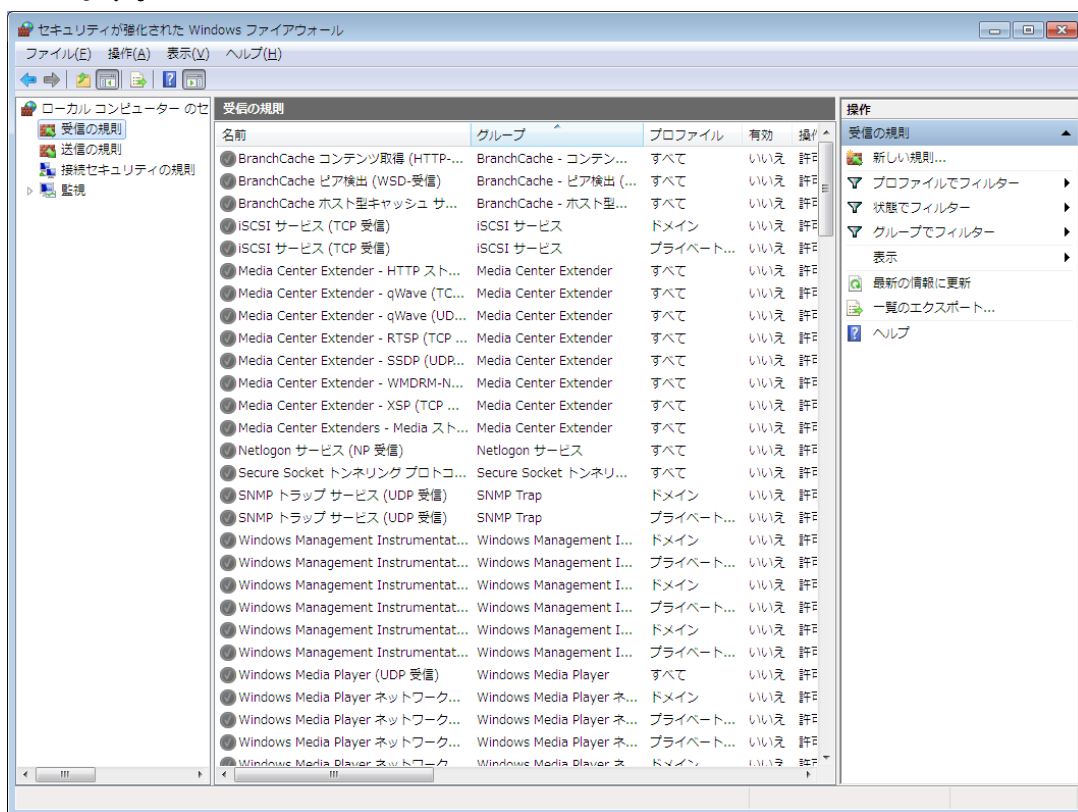 セキュリティが強化された Windows ファイアウォール
ファイル(F) 操作(A) 表示(V) ヘルプ(H)
ローカル コンピューター のセ
受信の規則
送信の規則
接続セキュリティの規則
監視
受信の規則
名前 グループ プロファイル 有効 操作
BranchCache コンテンツ取得 (HTTP-... BranchCache - コンテン... すべて いいえ 許可
BranchCache ピア検出 (WSD-受信) BranchCache - ピア検出 (... すべて いいえ 許可
BranchCache ホスト型キャッシュ サ... BranchCache - ホスト型... すべて いいえ 許可
iSCSI サービス (TCP 受信) iSCSI サービス ドメイン いいえ 許可
iSCSI サービス (TCP 受信) iSCSI サービス プライベート... いいえ 許可
Media Center Extender - HTTP スト... Media Center Extender すべて いいえ 許可
Media Center Extender - qWave (TC... Media Center Extender すべて いいえ 許可
Media Center Extender - qWave (UD... Media Center Extender すべて いいえ 許可
Media Center Extender - RTSP (TCP ... Media Center Extender すべて いいえ 許可
Media Center Extender - SSDP (UDP... Media Center Extender すべて いいえ 許可
Media Center Extender - WMDRM-N... Media Center Extender すべて いいえ 許可
Media Center Extender - XSP (TCP ... Media Center Extender すべて いいえ 許可
Media Center Extenders - Media スト... Media Center Extender すべて いいえ 許可
Netlogon サービス (NP 受信) Netlogon サービス すべて いいえ 許可
Secure Socket トンネリング プロトコ... Secure Socket トンネリ... すべて いいえ 許可
SNMP トラップ サービス (UDP 受信) SNMP Trap ドメイン いいえ 許可
SNMP トラップ サービス (UDP 受信) SNMP Trap プライベート... いいえ 許可
Windows Management Instrumentat... Windows Management I... ドメイン いいえ 許可
Windows Management Instrumentat... Windows Management I... プライベート... いいえ 許可
Windows Management Instrumentat... Windows Management I... ドメイン いいえ 許可
Windows Management Instrumentat... Windows Management I... プライベート... いいえ 許可
Windows Management Instrumentat... Windows Management I... ドメイン いいえ 許可
Windows Management Instrumentat... Windows Management I... プライベート... いいえ 許可
Windows Media Player (UDP 受信) Windows Media Player すべて いいえ 許可
Windows Media Player ネットワーク... Windows Media Player ネ... ドメイン いいえ 許可
Windows Media Player ネットワーク... Windows Media Player ネ... プライベート... いいえ 許可
Windows Media Player ネットワーク... Windows Media Player ネ... プライベート... いいえ 許可
Windows Media Player ネットワーク... Windows Media Player ネ... ドメイン いいえ 許可
操作
受信の規則
新しい規則...
プロファイルでフィルター
状態でフィルター
グループでフィルター
表示
最新の情報に更新
一覧のエクスポート...
ヘルプ